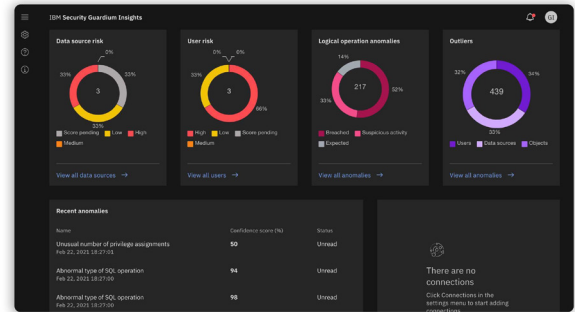 IBM Security Guardium Insights
GI
Data source risk
0%
33%
33%
3
33%
Score pending Low High
Medium
View all data sources →
User risk
0% 0%
33%
3
66%
High Low Score pending
Medium
View all users →
Logical operation anomalies
14%
52%
33%
217
Breached Suspicious activity
Expected
View all anomalies →
Outliers
32%
34%
439
33%
Users Data sources Objects
View all anomalies →
Recent anomalies
Name Confidence score (%) Status
Unusual number of privilege assignments 50 Unread
Feb 22, 2021 18:27:01
Abnormal type of SQL operation 94 Unread
Feb 22, 2021 18:27:00
Abnormal type of SQL operation 98 Unread
Feb 22, 2021 18:27:00
There are no
connections
Click Connections in the
settings menu to start adding
connections